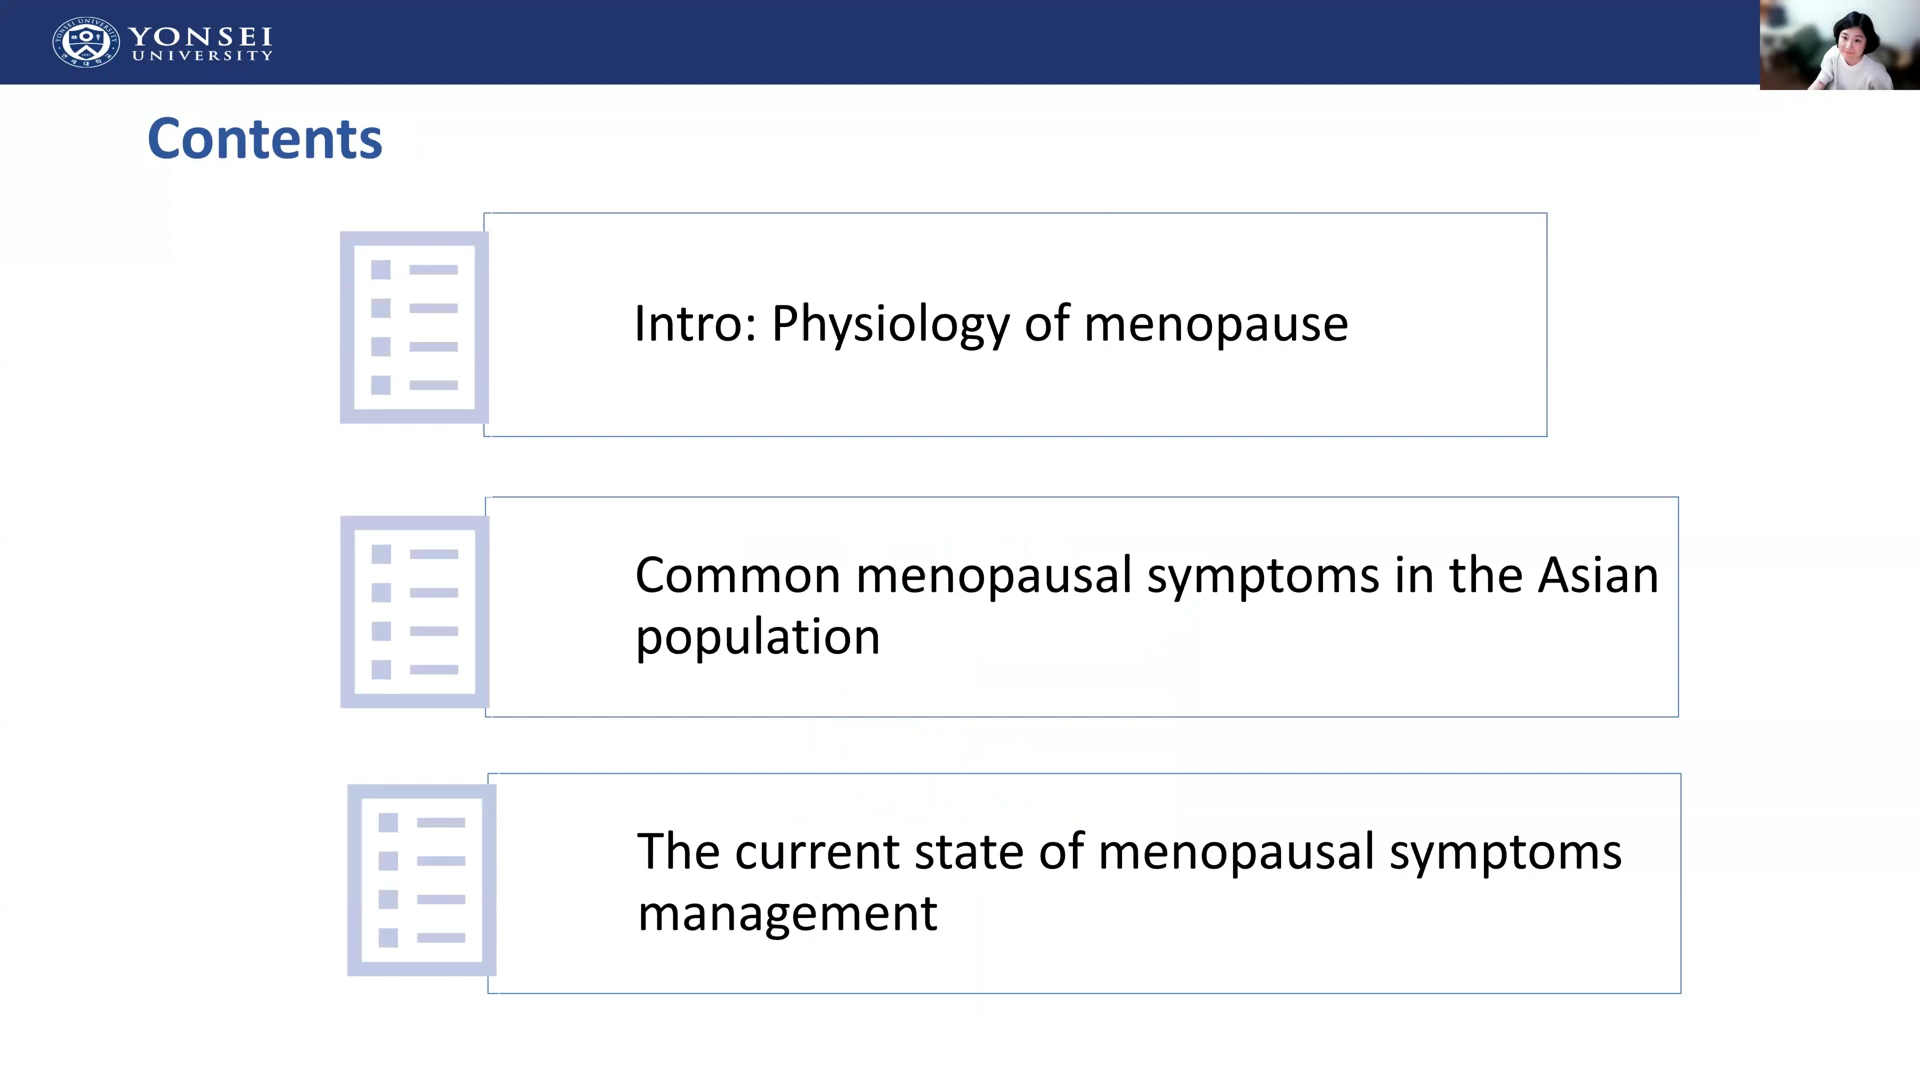 YONSEI
UNIVERSITY
Contents
Intro: Physiology of menopause
Common menopausal symptoms in the Asian
population
The current state of menopausal symptoms
management